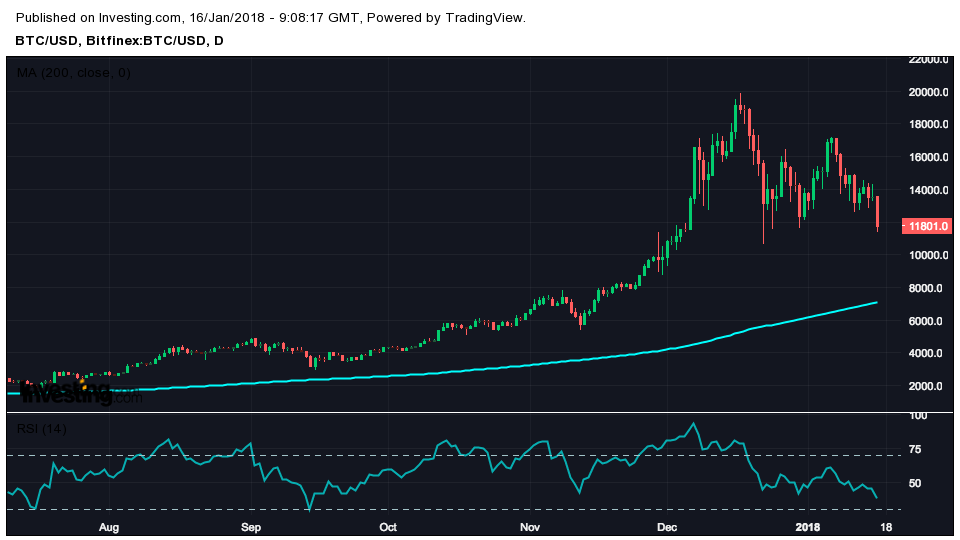 Published on Investing.com, 16/Jan/2018 - 9:08:17 GMT, Powered by TradingView.
BTC/USD, Bitfinex:BTC/USD, D
MA (200, close, 0)
22000.0
20000.0
18000.0
16000.0
14000.0
11801.0
10000.0
8000.0
6000.0
4000.0
2000.0
Investing.com
RSI (14)
100
75
50
Aug Sep Oct Nov Dec 2018 18